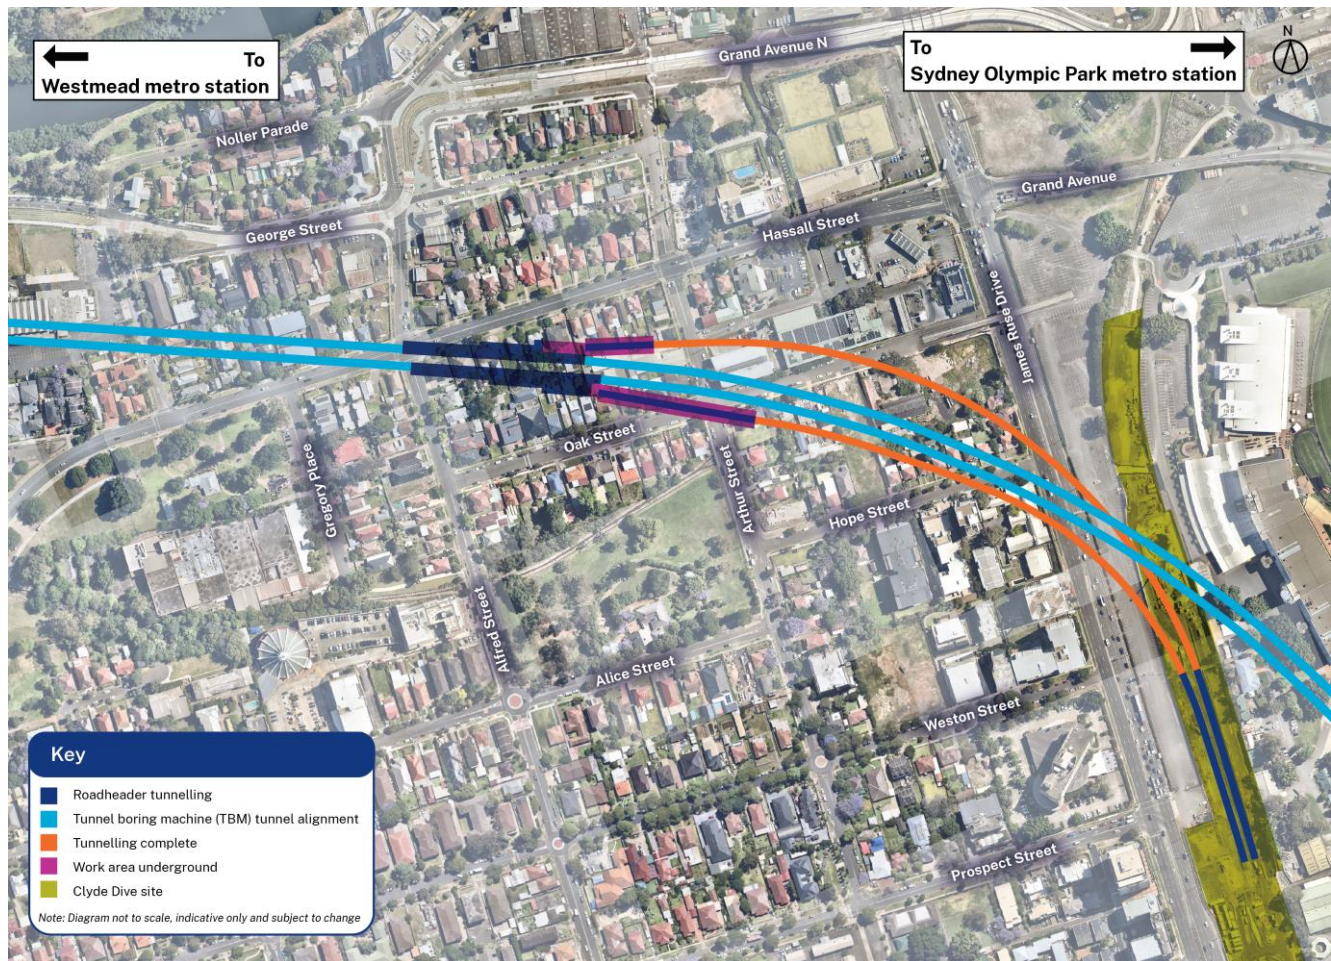 To
Westmead metro station
To
Sydney Olympic Park metro station
N
Grand Avenue N
Noller Parade
Grand Avenue
George Street
Hassall Street
James Ruse Drive
Oak Street
Gregory Place
Arthur Street
Hope Street
Alfred Street
Alice Street
Weston Street
Prospect Street
Key
Roadheader tunnelling
Tunnel boring machine (TBM) tunnel alignment
Tunnelling complete
Work area underground
Clyde Dive site
Note: Diagram not to scale, indicative only and subject to change